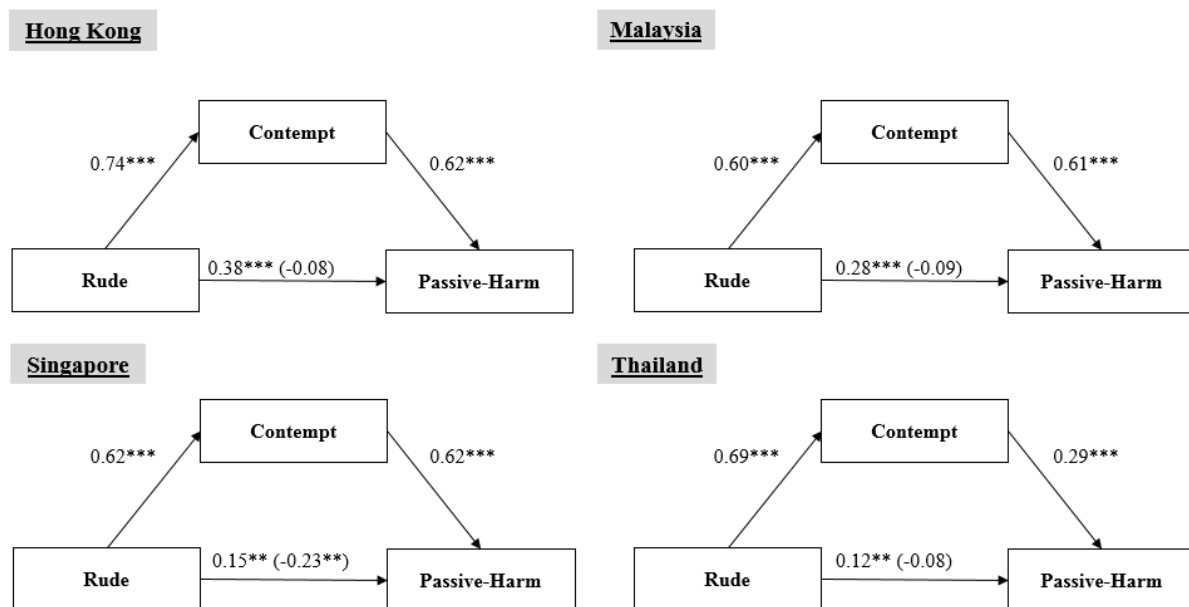 Hong Kong
Contempt
0.74***
0.62***
Rude
0.38*** (-0.08)
Passive-Harm
Malaysia
Contempt
0.60***
0.61***
Rude
0.28*** (-0.09)
Passive-Harm
Singapore
Contempt
0.62***
0.62***
Rude
0.15** (-0.23**)
Passive-Harm
Thailand
Contempt
0.69***
0.29***
Rude
0.12** (-0.08)
Passive-Harm